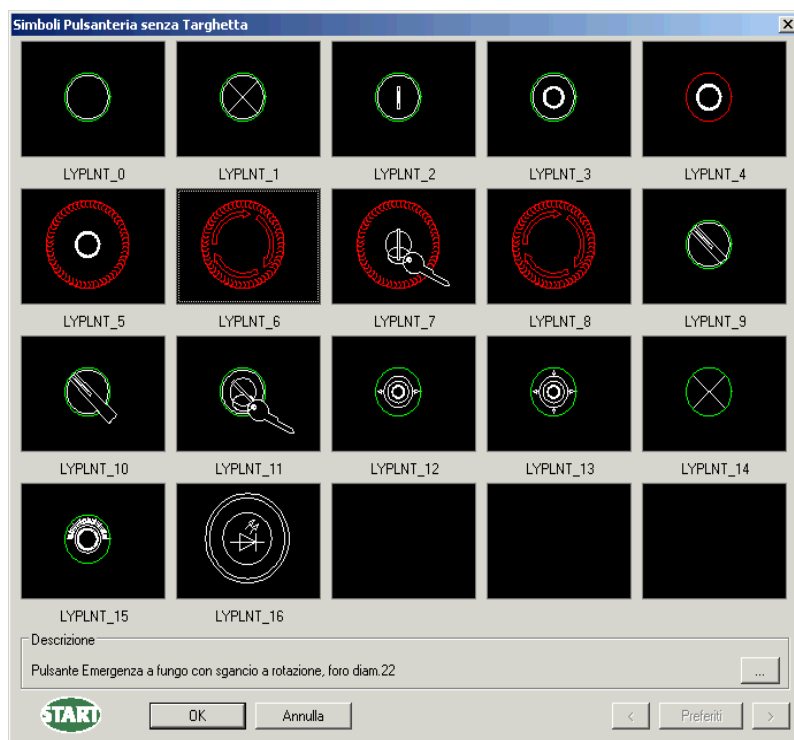 Simboli Pulsanteria senza Targhetta
LYPLNT_0 LYPLNT_1 LYPLNT_2 LYPLNT_3 LYPLNT_4
LYPLNT_5 LYPLNT_6 LYPLNT_7 LYPLNT_8 LYPLNT_9
LYPLNT_10 LYPLNT_11 LYPLNT_12 LYPLNT_13 LYPLNT_14
LYPLNT_15 LYPLNT_16
Descrizione
Pulsante Emergenza a fungo con sgancio a rotazione, foro diam.22 ...
START OK Annulla < Preferiti >